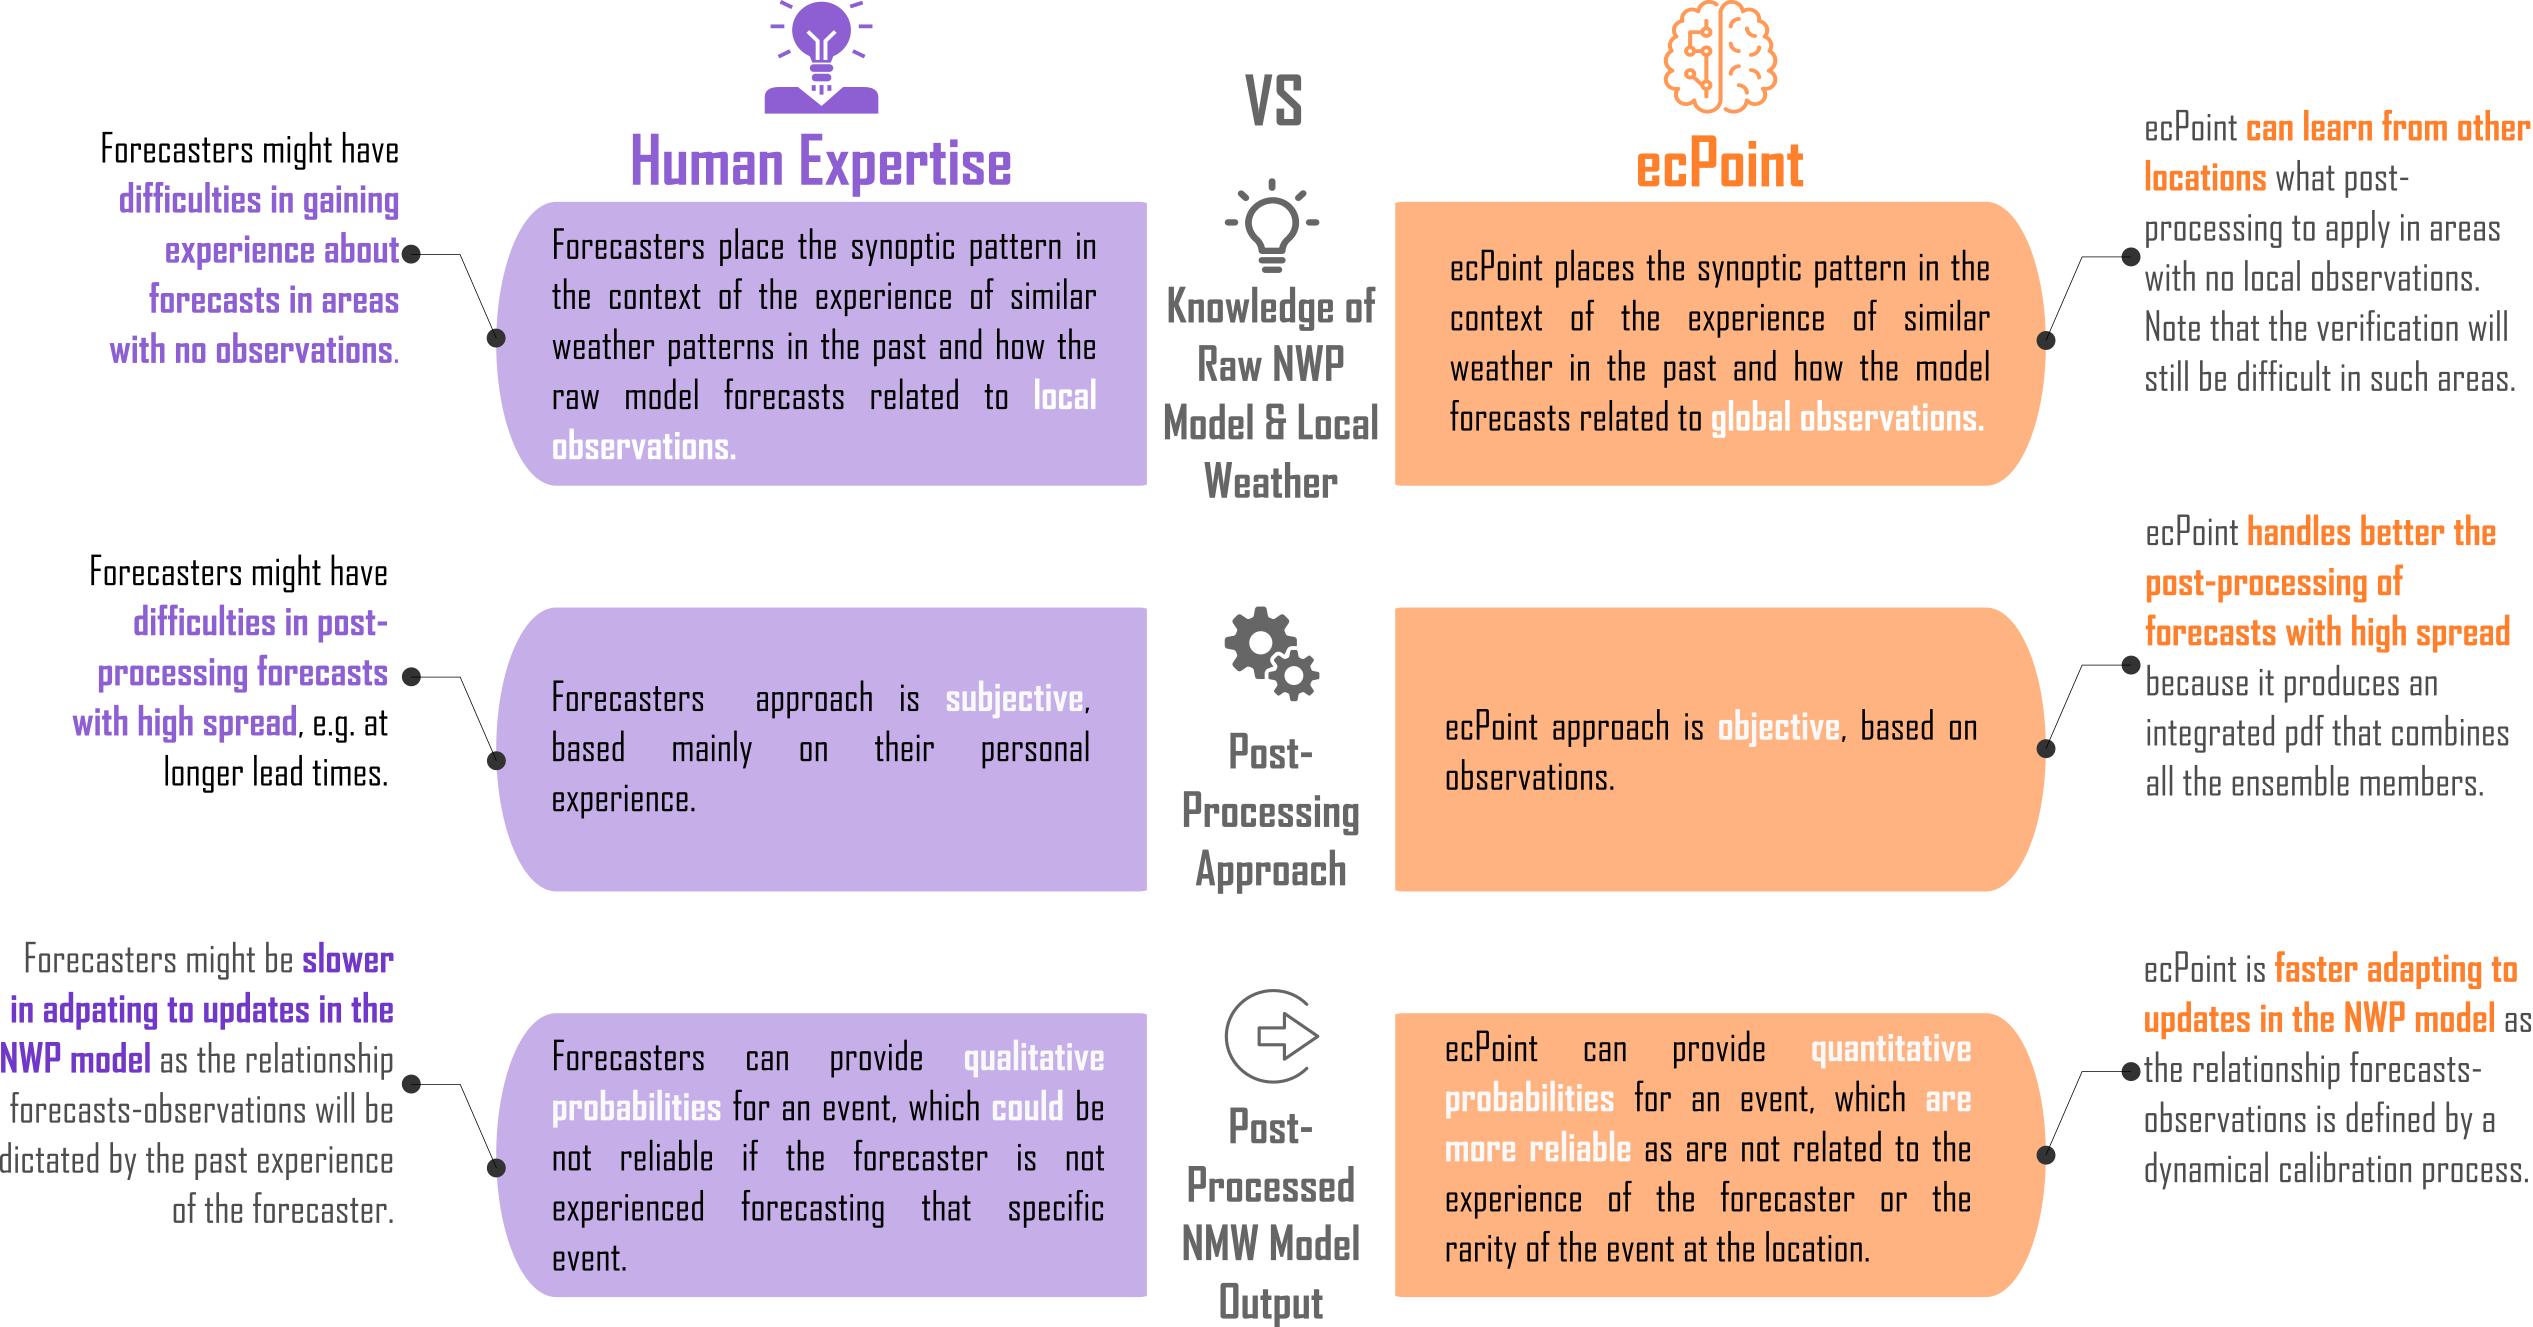 VS
Human Expertise
ecPoint
Forecasters might have
difficulties in gaining
experience about
forecasts in areas
with no observations.
Forecasters place the synoptic pattern in
the context of the experience of similar
weather patterns in the past and how the
raw model forecasts related to local
observations.
Knowledge of
Raw NWP
Model & Local
Weather
ecPoint places the synoptic pattern in the
context of the experience of similar
weather in the past and how the model
forecasts related to global observations.
ecPoint can learn from other
locations what post-
processing to apply in areas
with no local observations.
Note that the verification will
still be difficult in such areas.
Forecasters might have
difficulties in post-
processing forecasts
with high spread, e.g. at
longer lead times.
Forecasters approach is subjective,
based mainly on their personal
experience.
Post-
Processing
Approach
ecPoint approach is objective, based on
observations.
ecPoint handles better the
post-processing of
forecasts with high spread
because it produces an
integrated pdf that combines
all the ensemble members.
Forecasters might be slower
in adpating to updates in the
NWP model as the relationship
forecasts-observations will be
dictated by the past experience
of the forecaster.
Forecasters can provide qualitative
probabilities for an event, which could be
not reliable if the forecaster is not
experienced forecasting that specific
event.
Post-
Processed
NMW Model
Output
ecPoint can provide quantitative
probabilities for an event, which are
more reliable as are not related to the
experience of the forecaster or the
rarity of the event at the location.
ecPoint is faster adapting to
updates in the NWP model as
the relationship forecasts-
observations is defined by a
dynamical calibration process.